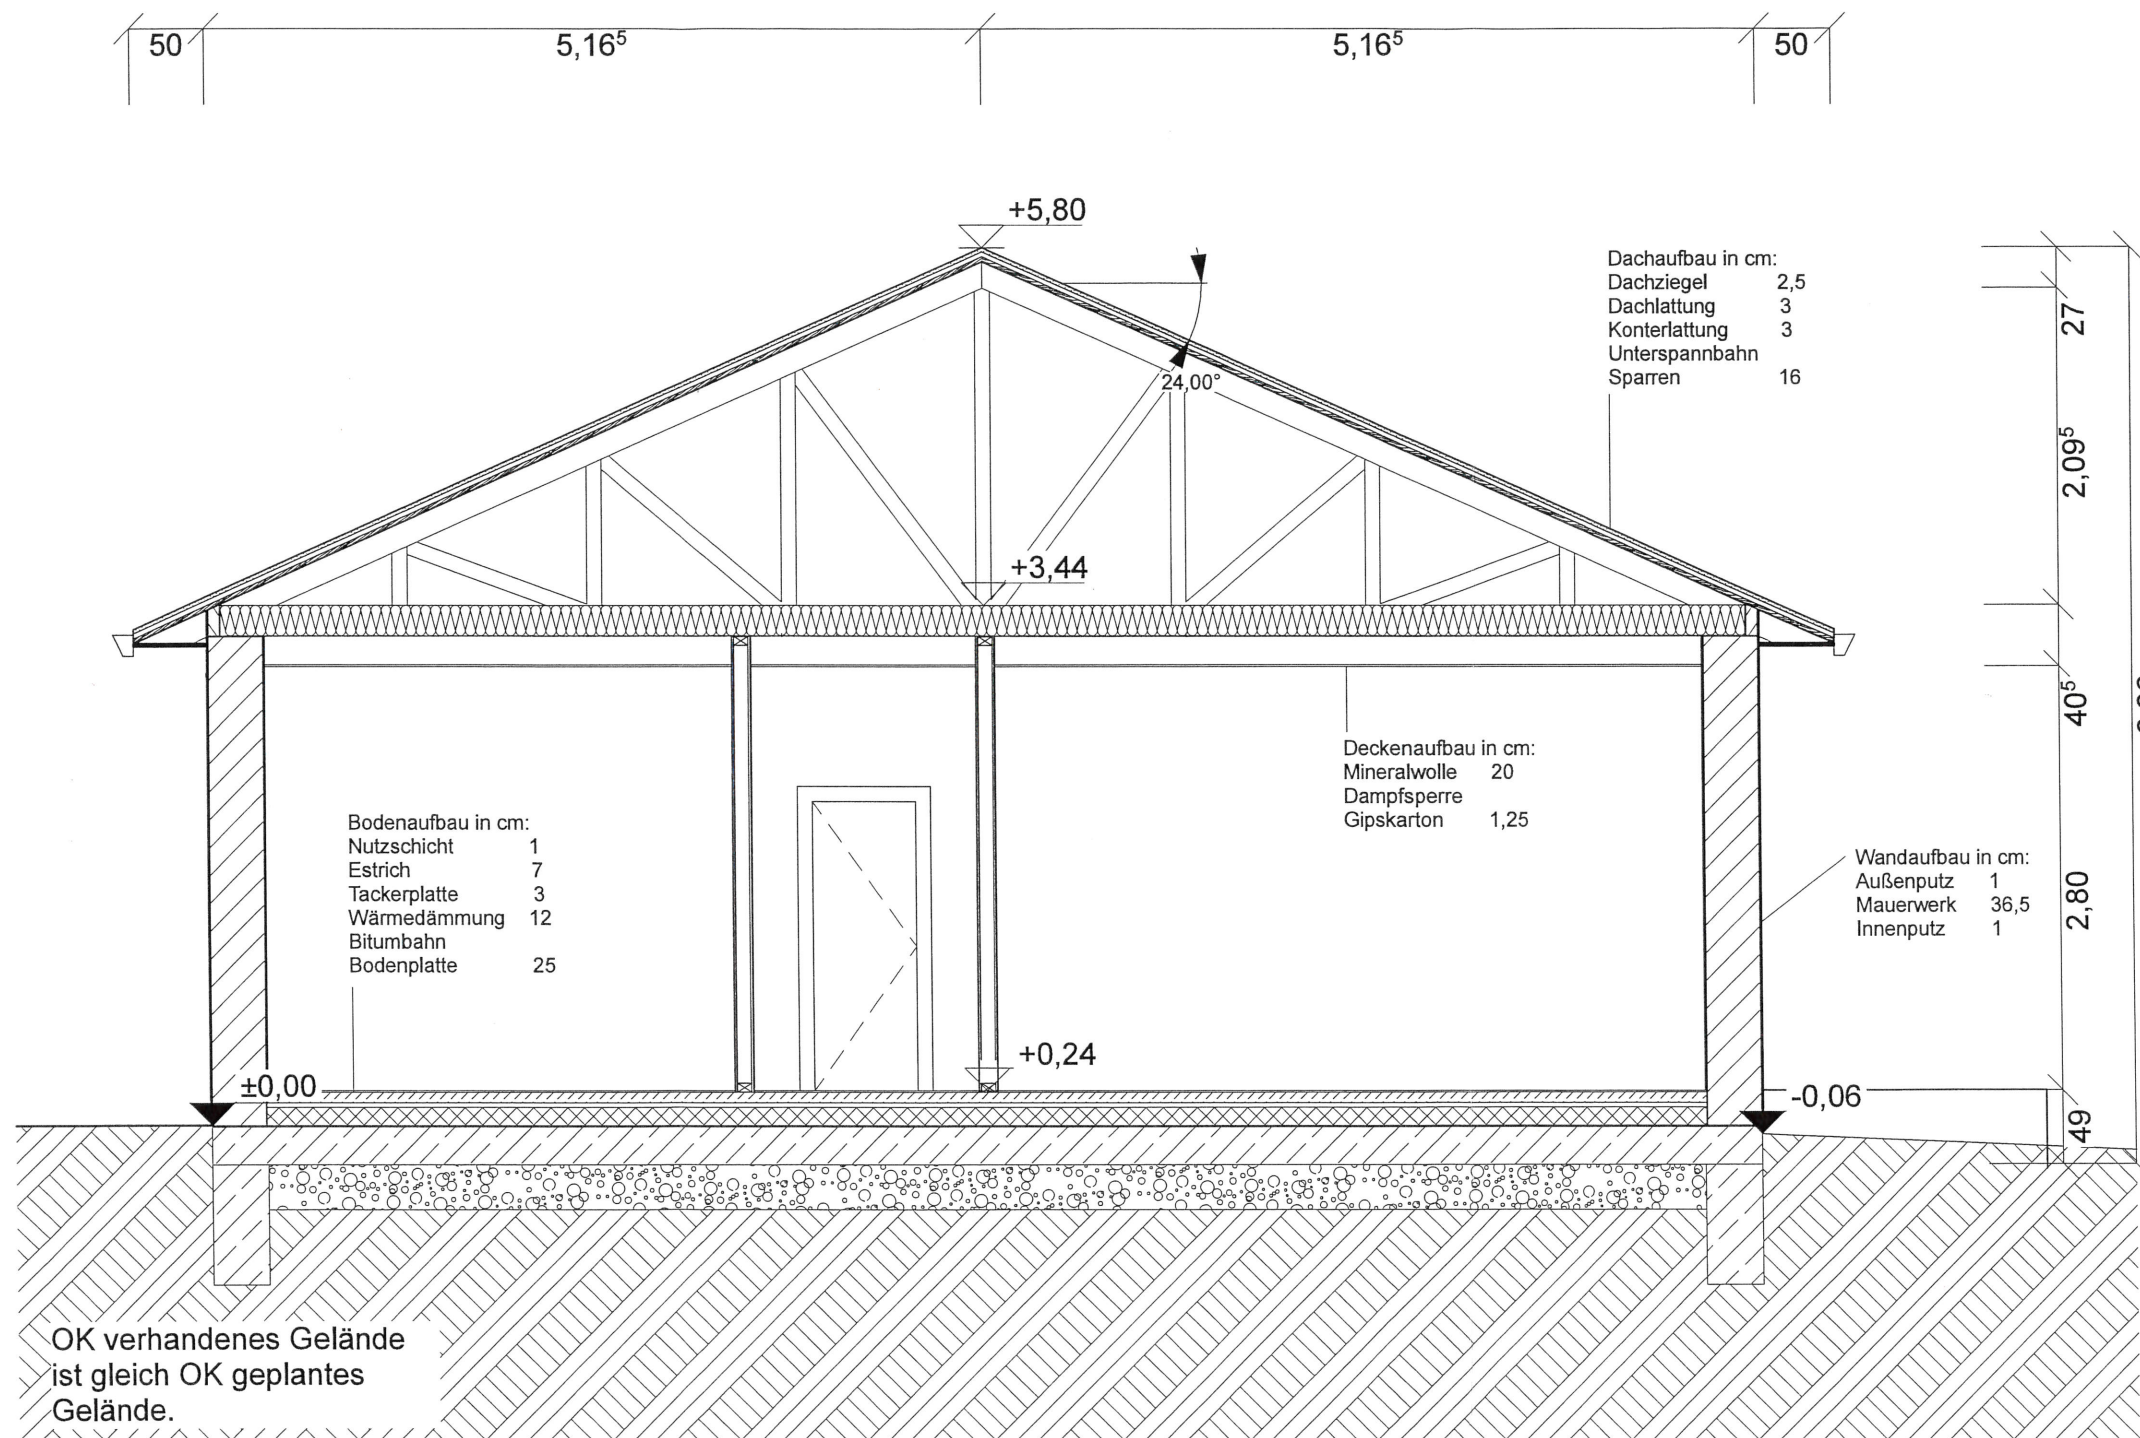 50 5,16⁵ 5,16⁵ 50
+5,80
Dachaufbau in cm:
Dachziegel 2,5
Dachlattung 3
Konterlattung 3
Unterspannbahn
Sparren 16
27
24,00°
2,09⁵
+3,44
40⁵
Deckenaufbau in cm:
Mineralwolle 20
Dampfsperre
Gipskarton 1,25
Bodenaufbau in cm:
Nutzschicht 1
Estrich 7
Tackerplatte 3
Wärmedämmung 12
Bitumbahn
Bodenplatte 25
Wandaufbau in cm:
Außenputz 1
Mauerwerk 36,5
Innenputz 1
2,80
+0,24
±0,00
-0,06
49
OK verhandenes Gelände
ist gleich OK geplantes
Gelände.